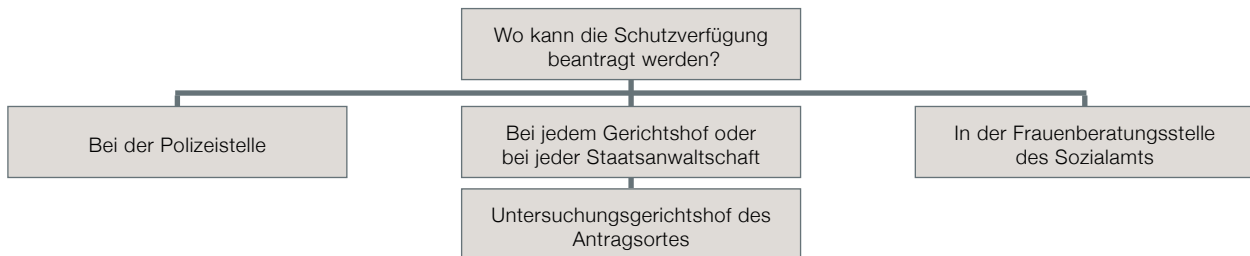 Wo kann die Schutzverfügung
beantragt werden?
Bei der Polizeistelle
Bei jedem Gerichtshof oder
bei jeder Staatsanwaltschaft
In der Frauenberatungsstelle
des Sozialamts
Untersuchungsgerichtshof des
Antragsortes